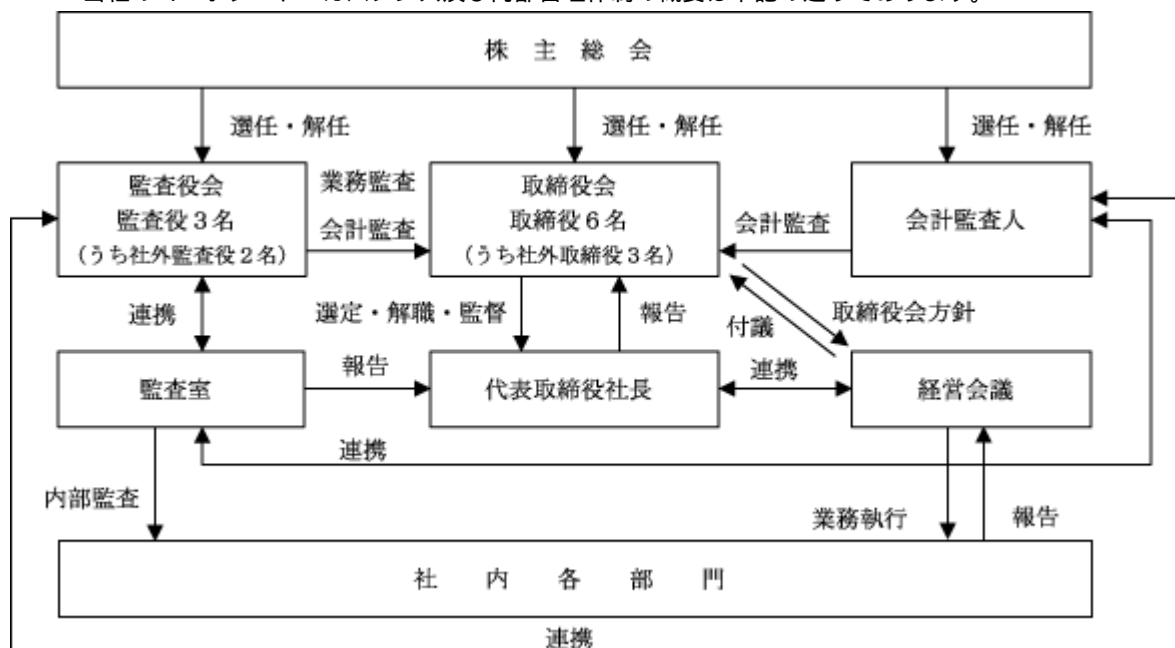 株主総会
選任・解任
選任・解任
選任・解任
監査役会
監査役3名
(うち社外監査役2名)
業務監査
会計監査
取締役会
取締役6名
(うち社外取締役3名)
会計監査
会計監査人
連携
選定・解職・監督
報告
付議
取締役会方針
監査室
報告
代表取締役社長
連携
経営会議
連携
内部監査
業務執行
報告
社内各部門
連携